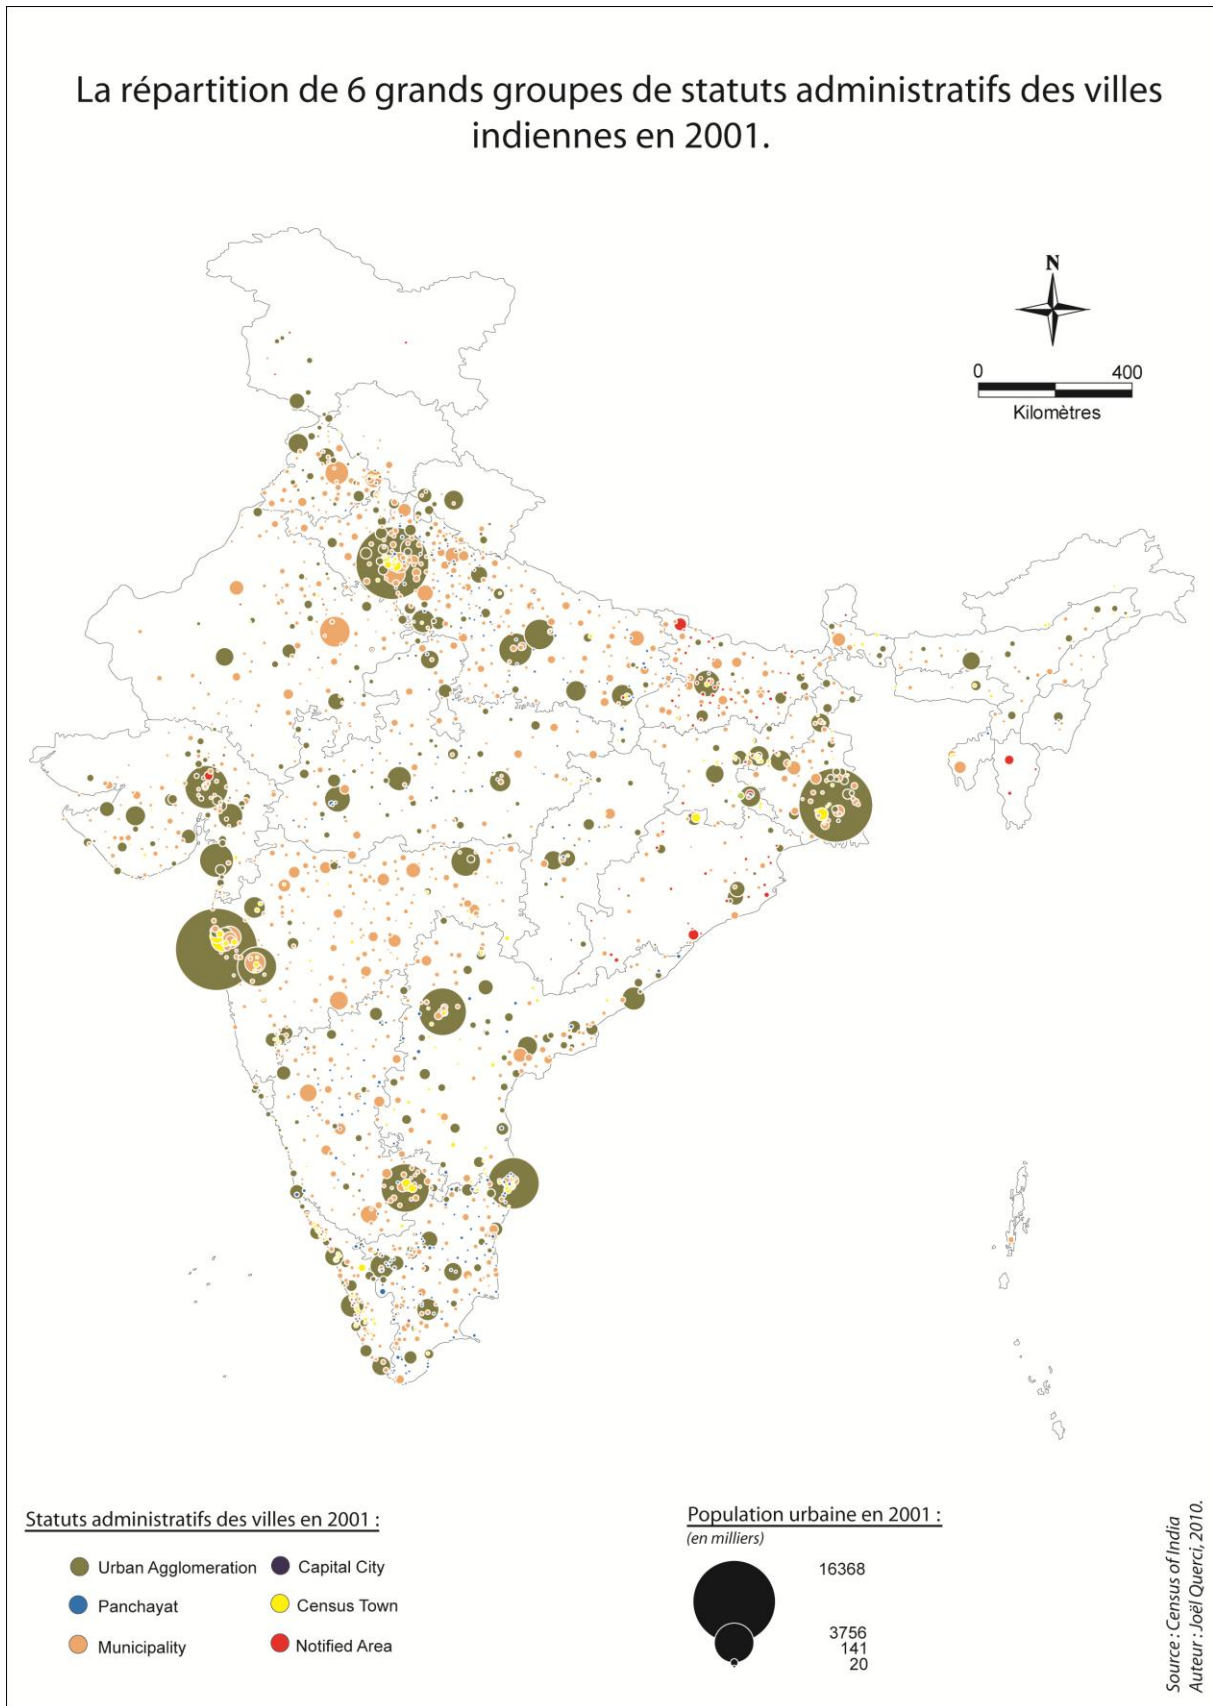 La répartition de 6 grands groupes de statuts administratifs des villes
indiennes en 2001.
N
0 400
Kilomètres
Statuts administratifs des villes en 2001 :
Urban Agglomeration
Capital City
Panchayat
Census Town
Municipality
Notified Area
Population urbaine en 2001 :
(en milliers)
16368
3756
141
20
Source : Census of India
Auteur : Joël Querci, 2010.